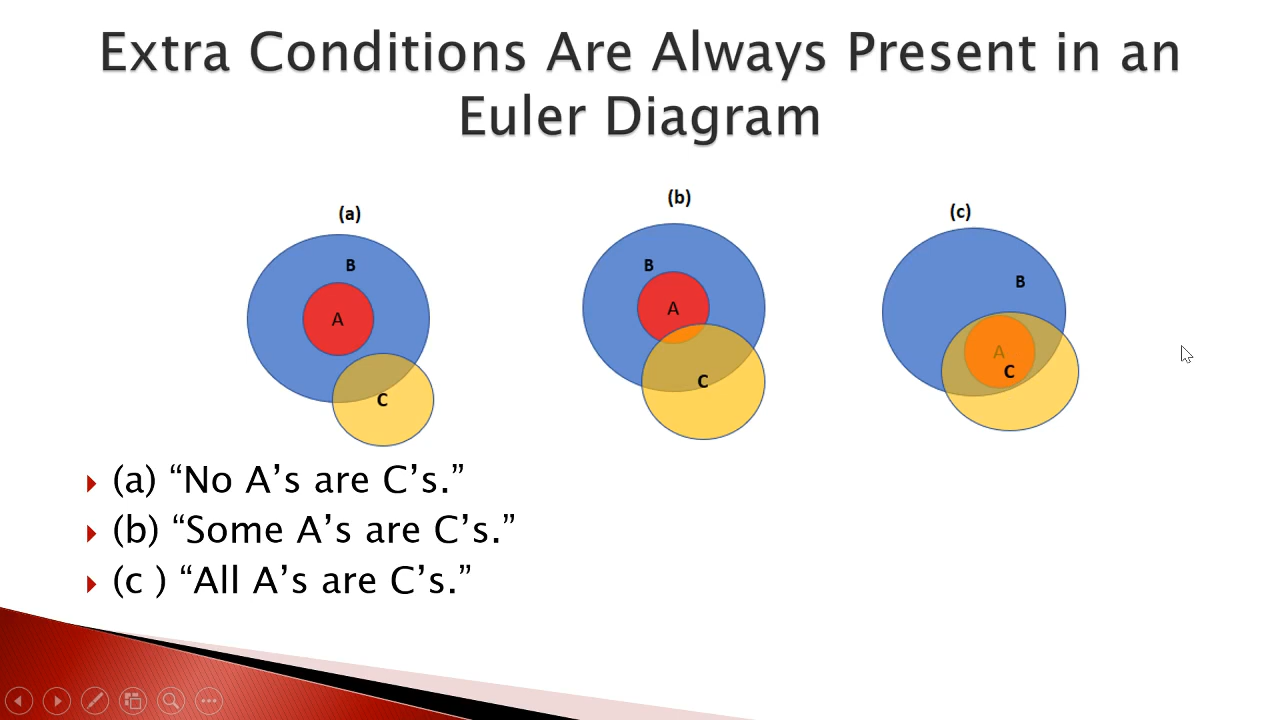 Extra Conditions Are Always Present in an
Euler Diagram
(a)
(b)
(c)
B
A
C
B
A
C
B
A
C
(a) “No A’s are C’s.”
(b) “Some A’s are C’s.”
(c ) “All A’s are C’s.”